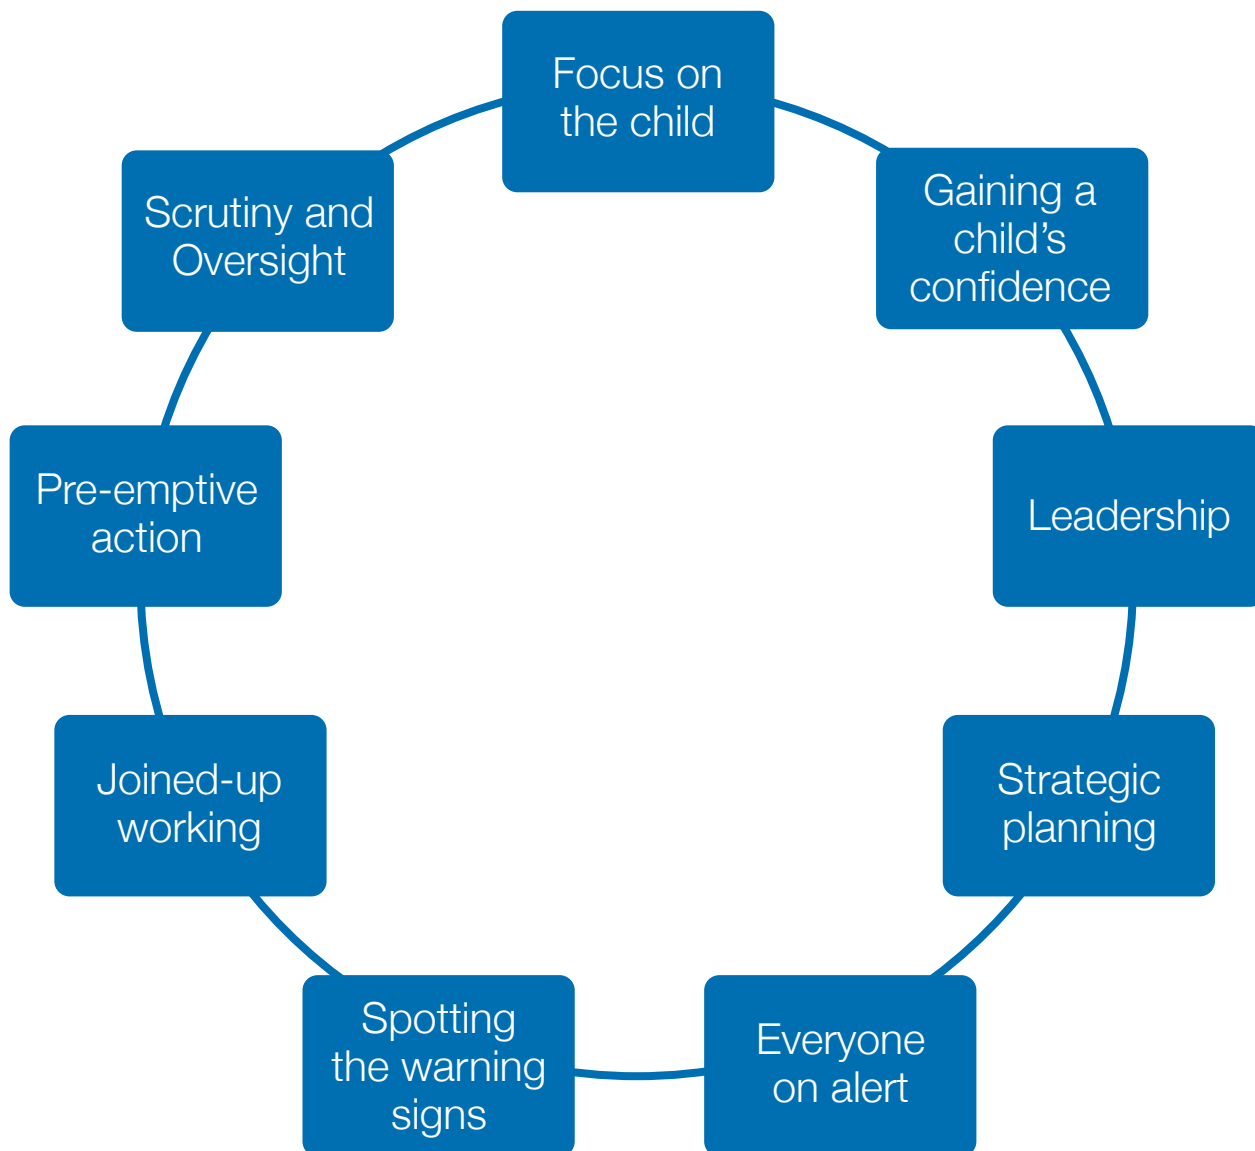 Focus on
the child
Gaining a
child’s
confidence
Leadership
Strategic
planning
Everyone
on alert
Spotting
the warning
signs
Joined-up
working
Pre-emptive
action
Scrutiny and
Oversight